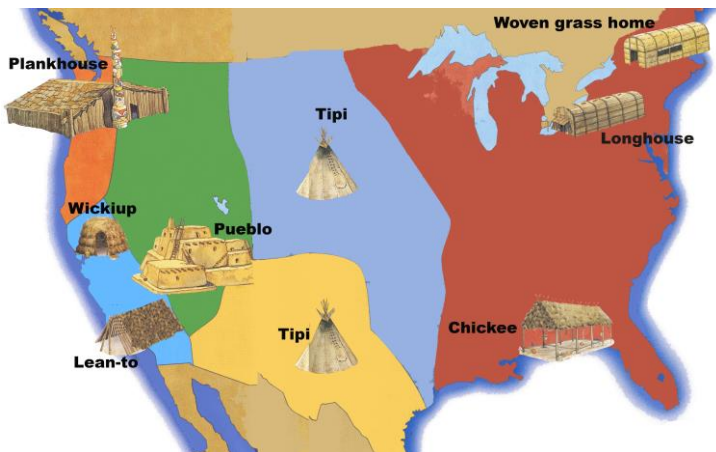 Woven grass home
Plankhouse
Tipi
Longhouse
Wickiup
Pueblo
Chickee
Tipi
Lean-to